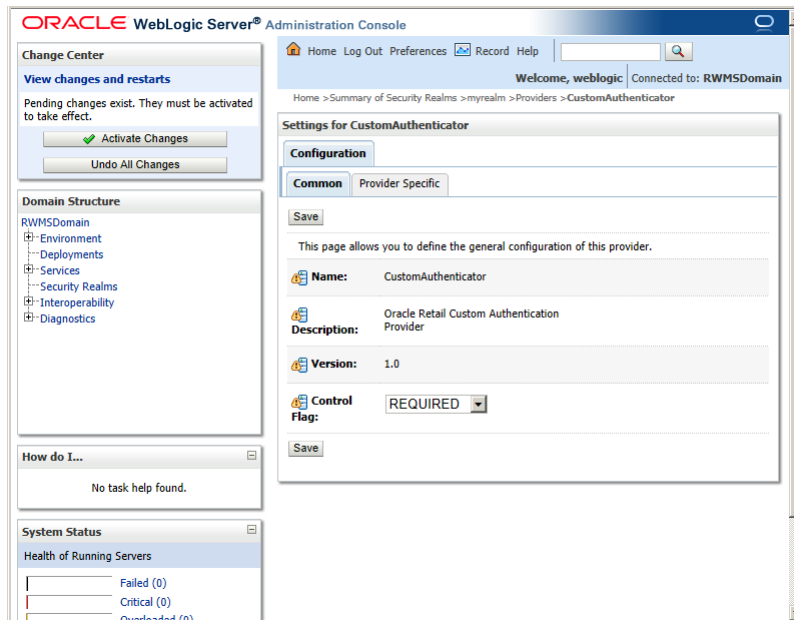 ORACLE WebLogic Server® Administration Console
Change Center
View changes and restarts
Pending changes exist. They must be activated
to take effect.
Activate Changes
Undo All Changes
Domain Structure
RWMSDomain
Environment
Deployments
Services
Security Realms
Interoperability
Diagnostics
How do I...
No task help found.
System Status
Health of Running Servers
Failed (0)
Critical (0)
Overloaded (0)
Home Log Out Preferences Record Help
Welcome, weblogic Connected to: RWMSDomain
Home >Summary of Security Realms >myrealm >Providers >CustomAuthenticator
Settings for CustomAuthenticator
Configuration
Common Provider Specific
Save
This page allows you to define the general configuration of this provider.
Name: CustomAuthenticator
Description: Oracle Retail Custom Authentication
Provider
Version: 1.0
Control
Flag: REQUIRED
Save